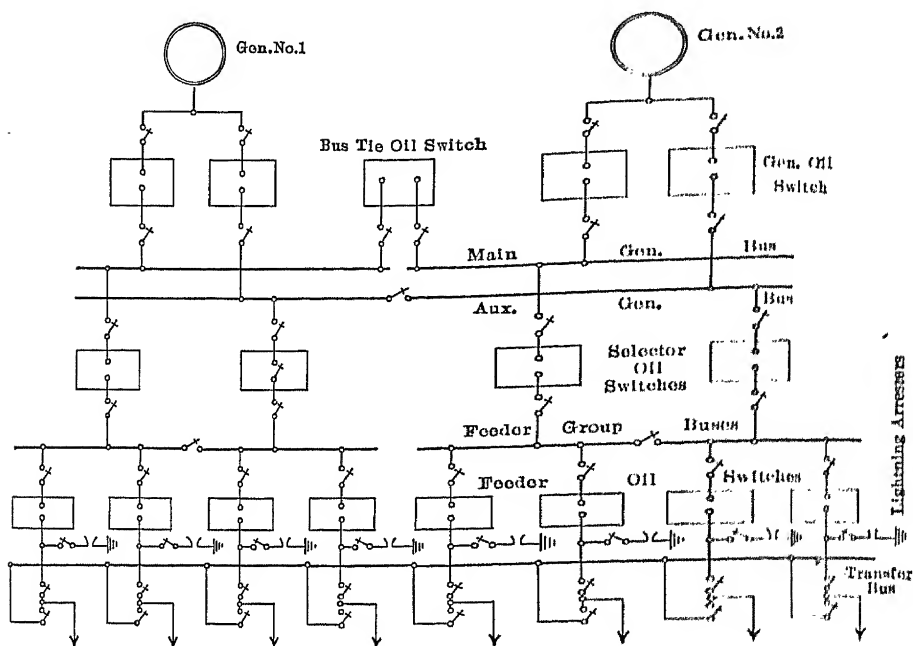 Gen.No.1
Gen.No.2
Bus Tie Oil Switch
Gen. Oil
Switch
Main Gen. Bus
Aux. Gen. Bus
Selector
Oil
Switches
Feeder Group Buses
Feeder Oil Switches
Lightning Arresters
Transfer
Bus